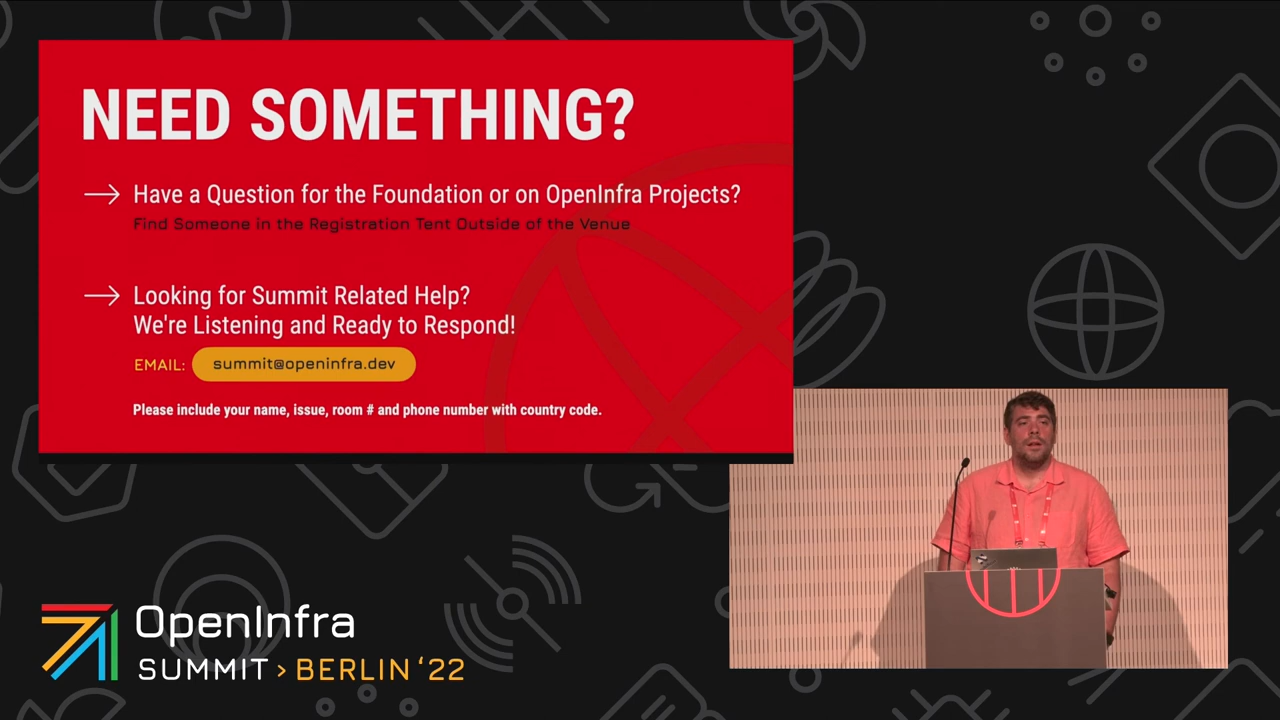 NEED SOMETHING?
Have a Question for the Foundation or on OpenInfra Projects?
Find Someone in the Registration Tent Outside of the Venue
Looking for Summit Related Help?
We're Listening and Ready to Respond!
EMAIL: summit@openinfra.dev
Please include your name, issue, room # and phone number with country code.
OpenInfra
SUMMIT > BERLIN ‘22